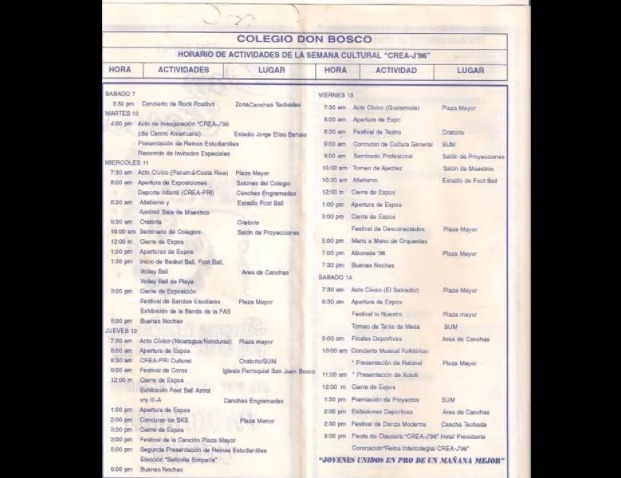 COLEGIO DON BOSCO
HORARIO DE ACTIVIDADES DE LA SEMANA CULTURAL "CREA-J'96"
HORA ACTIVIDADES LUGAR
SABADO 7
3:30 pm Concierto de Rock Positivo Zona Canchas Techadas
MARTES 10
4:00 pm Acto de Inauguración "CREA-J'96
(día Centro Americano) Estadio Jorge Elías Bahaia
Presentación de Reinas Estudiantiles
Recorrido de Invitados Especiales
MIERCOLES 11
7:30 am Acto Cívico (Panamá/Costa Rica) Plaza Mayor
8:00 am Apertura de Exposiciones Salones del Colegio
Deporte Infantil (CREA-PRI) Canchas Engramadas
8:30 am Atletismo y Estadio Foot Ball
Ajedrez Sala de Maestros
9:30 am Oratoria Oratorio
10:00 am Seminario de Colegios Salón de Proyecciones
12:00 m Cierre de Expos
1:00 pm Aperturas de Expos
1:30 pm Inicio de Basket Ball, Foot Ball,
Volley Ball Area de Canchas
Volley Ball de Playa
3:00 pm Cierre de Exposición
Festival de Bandas Escolares Plaza Mayor
Exhibición de la Banda de la FAS
5:00 pm Buenas Noches
JUEVES 12
7:30 am Acto Cívico (Nicaragua/Honduras) Plaza mayor
8:00 am Apertura de Expos
8:30 am CREA-PRI Cultural Oratorio/SUM
9:00 am Festival de Coros Iglesia Parroquial San Juan Bosco
12:00 m Cierre de Expos
Exhibición Foot Ball
vrs III-A Canchas Engramadas
1:00 pm Apertura de Expos
2:00 pm Concurso de SKS Plaza Menor
3:00 pm Cierre de Expos
3:00 pm Festival de la Canción Plaza Mayor
5:00 pm Segunda Presentación de Reinas Estudiantiles
Elección "Señorita Simpatía"
6:00 pm Buenas Noches
HORA ACTIVIDAD LUGAR
VIERNES 13
7:30 am Acto Cívico (Guatemala) Plaza Mayor
8:00 am Apertura de Expo
8:30 am Festival de Teatro Oratorio
9:00 am Concurso de Cultura General SUM
9:00 am Seminario Profesional Salón de Proyecciones
10:00 am Torneo de Ajedrez Salón de Maestros
10:00 am Atletismo Estadio de Foot Ball
12:00 m Cierre de Expos
1:00 pm Apertura de Expos
3:00 pm Cierre de Expos
Festival de Desconectados Plaza Mayor
5:00 pm Mano a Mano de Orquestas
7:00 pm Alborada '96 Plaza Mayor
7:30 pm Buenas Noches
SABADO 14
7:30 am Acto Cívico (El Salvador) Plaza Mayor
8:30 am Apertura de Expos
Festival lo Nuestro Plaza mayor
Torneo de Tenis de Mesa SUM
9:00 am Finales Deportivas Area de Canchas
10:00 am Concierto Musical Folklórico
* Presentación de Rabinal Plaza Mayor
11:00 am * Presentación de Xolotl
12:00 m Cierre de Expos
1:30 pm Premiación de Proyectos SUM
2:00 pm Exhibiciones Deportivas Area de Canchas
2:30 pm Festival de Danza Moderna Cancha Techada
9:00 pm Fiesta de Clausura "CREA-J'96" Hotel Presidente
Coronación "Reina Intercolegial CREA-J'96"
"JOVENES UNIDOS EN PRO DE UN MAÑANA MEJOR"